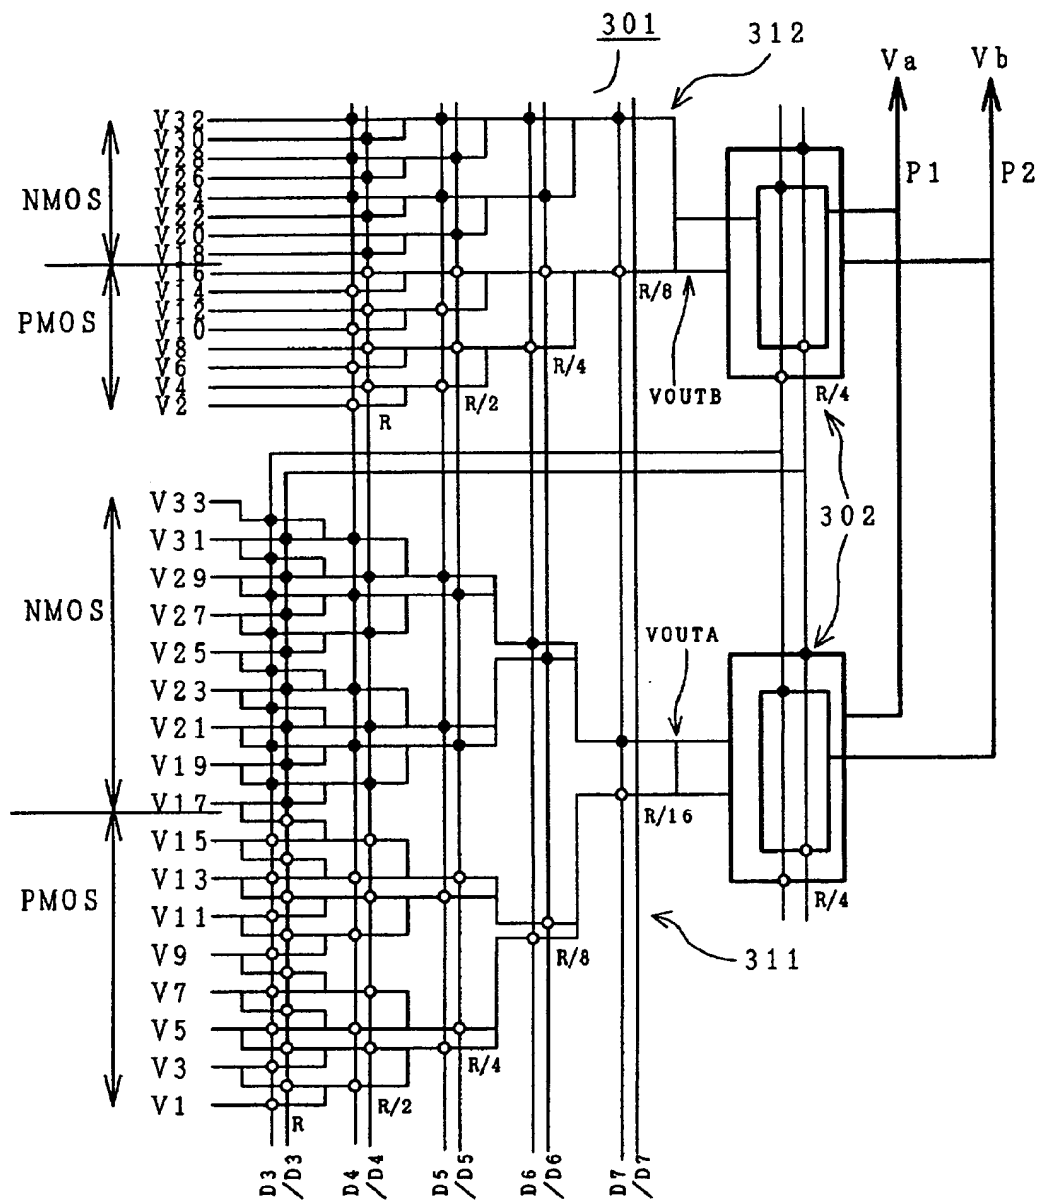 301
312
Va
Vb
V32
V30
V28
V26
V24
V22
V20
V18
V16
V14
V12
V10
V8
V6
V4
V2
NMOS
PMOS
P1
P2
R/8
R/4
R/2
R
VOUTB
R/4
302
V33
V31
V29
V27
V25
V23
V21
V19
V17
V15
V13
V11
V9
V7
V5
V3
V1
NMOS
PMOS
VOUTA
R/16
R/8
R/4
R/2
R
R/4
311
D3
/D3
D4
/D4
D5
/D5
D6
/D6
D7
/D7